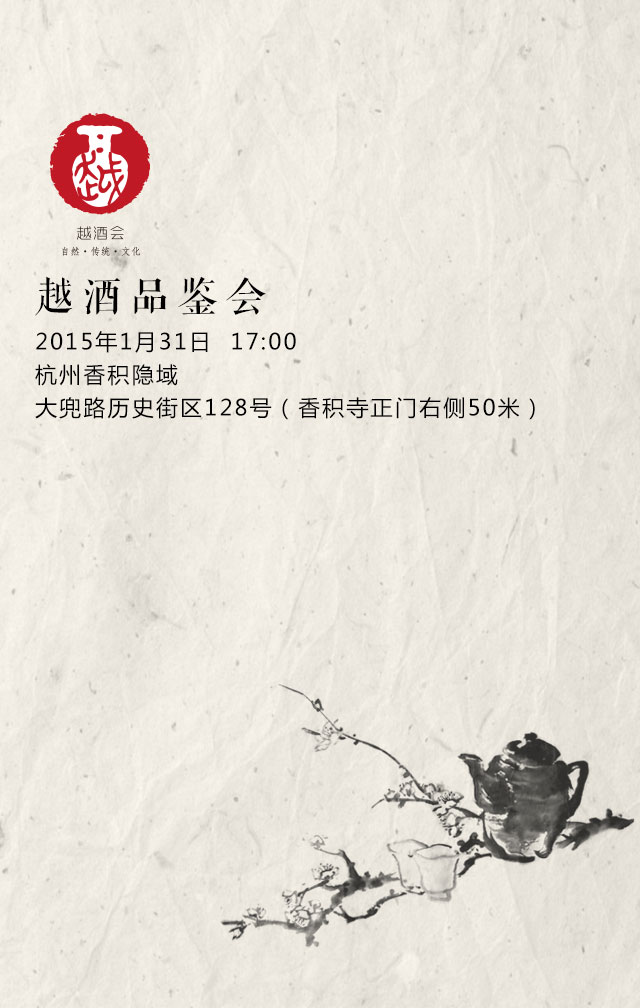 越
越酒会
自然·传统·文化
越酒品鉴会
2015年1月31日 17:00
杭州香积隐域
大兜路历史街区128号（香积寺正门右侧50米）